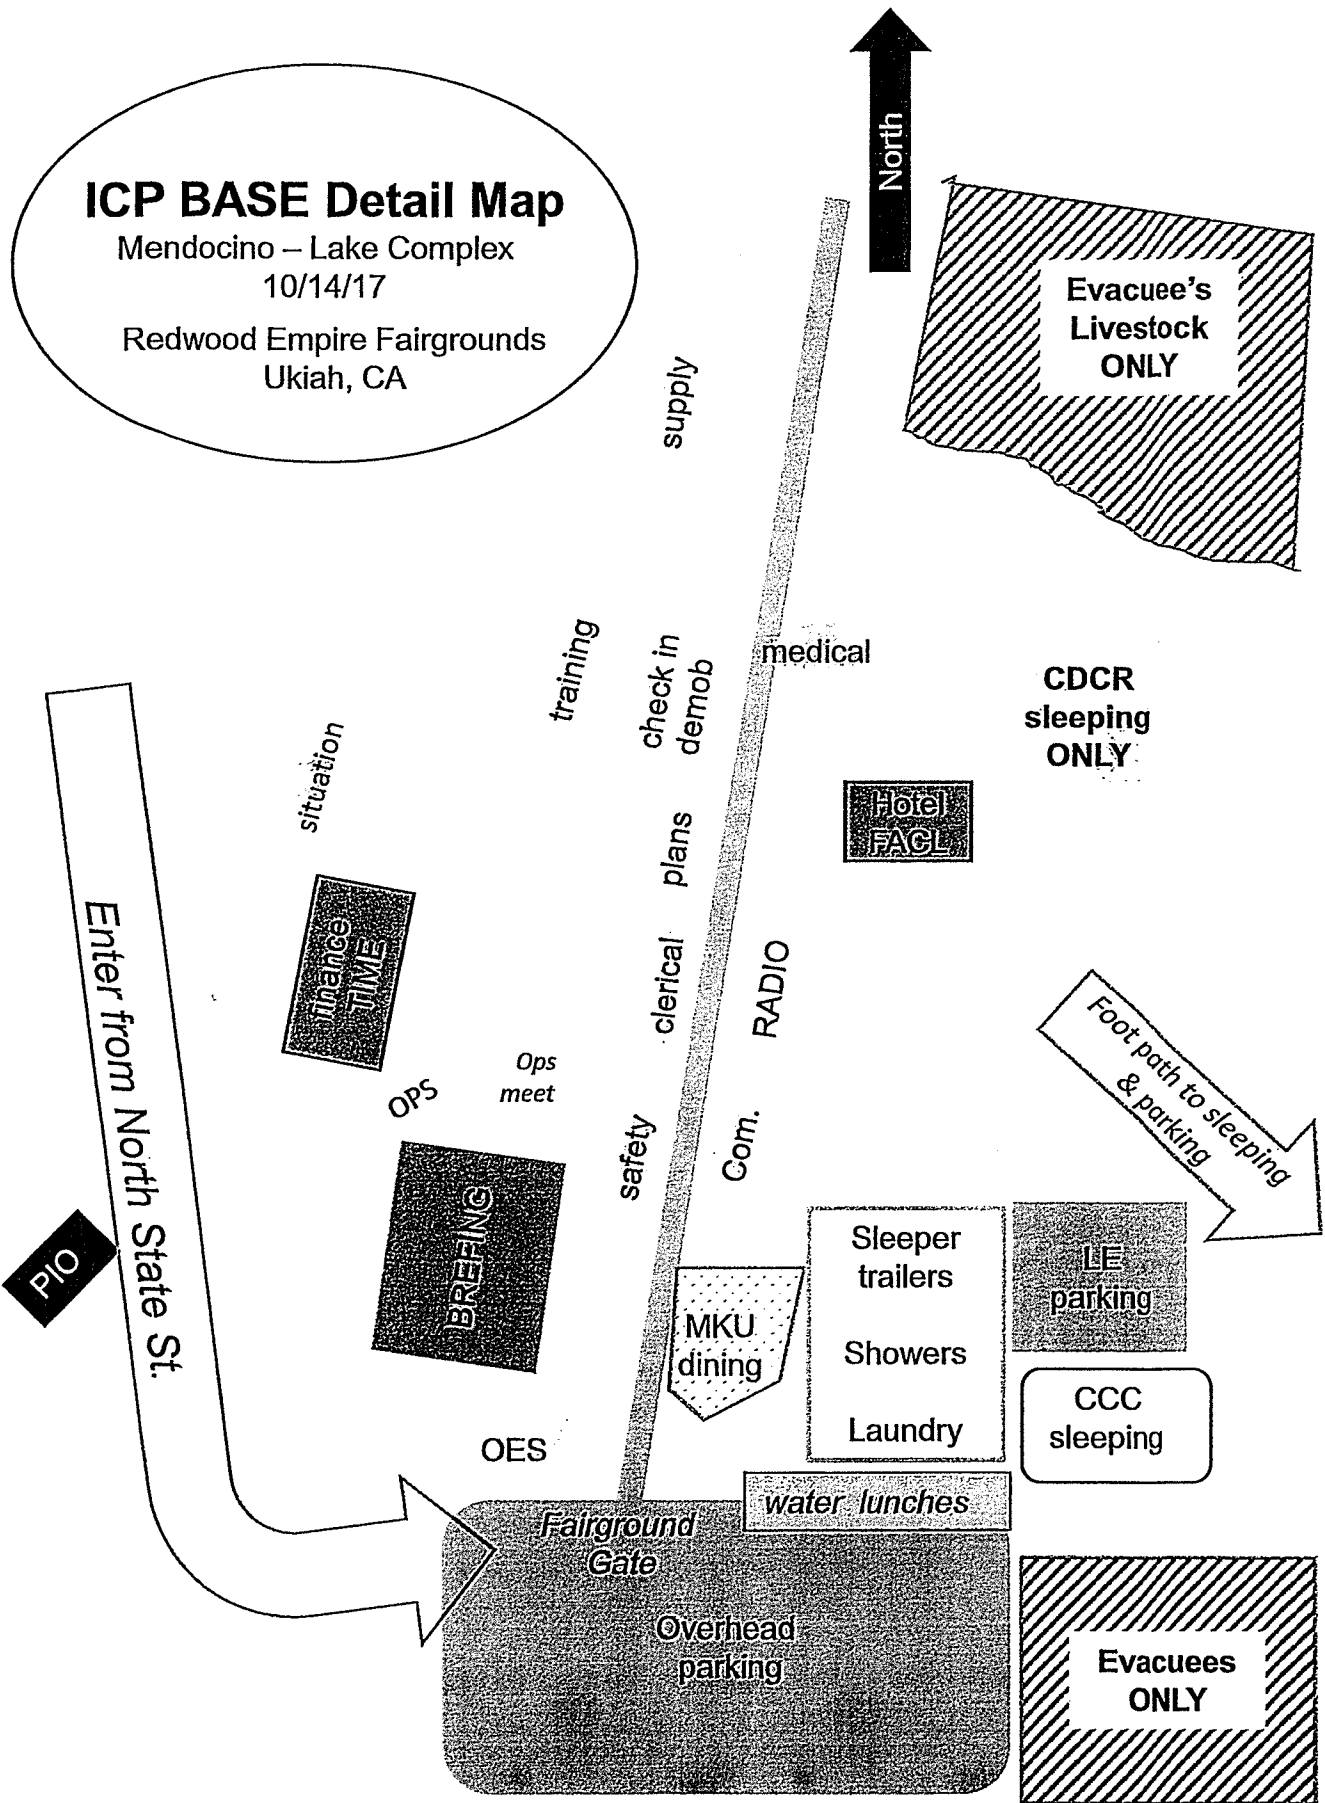 North
ICP BASE Detail Map
Mendocino – Lake Complex
10/14/17
Redwood Empire Fairgrounds
Ukiah, CA
Evacuee's
Livestock
ONLY
supply
training
check in
demob
medical
CDCR
sleeping
ONLY
situation
Hotel
FACL
plans
finance
TIME
clerical
RADIO
Enter from North State St.
Foot path to sleeping
& parking
OPS
Ops
meet
safety
Com.
BREFING
PIO
Sleeper
trailers
Showers
Laundry
LE
parking
MKU
dining
CCC
sleeping
OES
water lunches
Fairground
Gate
Overhead
parking
Evacuees
ONLY